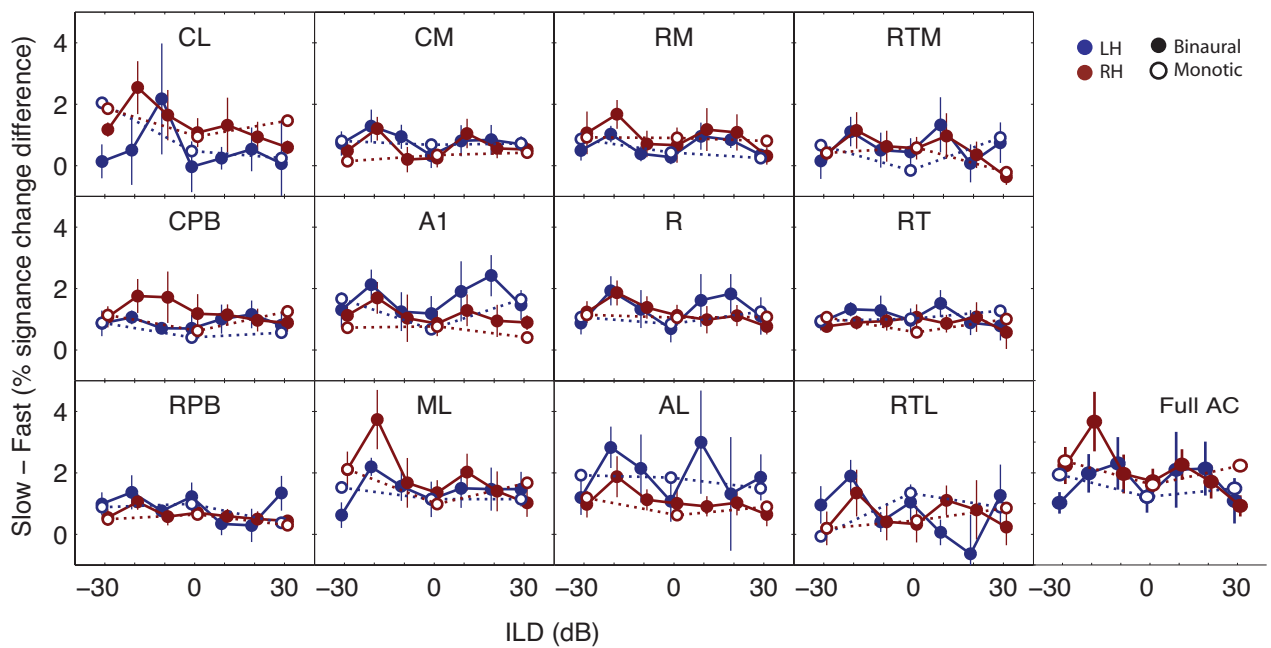 CL CM RM RTM
LH Binaural
RH Monotic
CPB A1 R RT
RPB ML AL RTL Full AC
4
2
0
4
2
0
4
2
0
−30 0 30 −30 0 30 −30 0 30 −30 0 30 −30 0 30
Slow – Fast (% signance change difference)
ILD (dB)